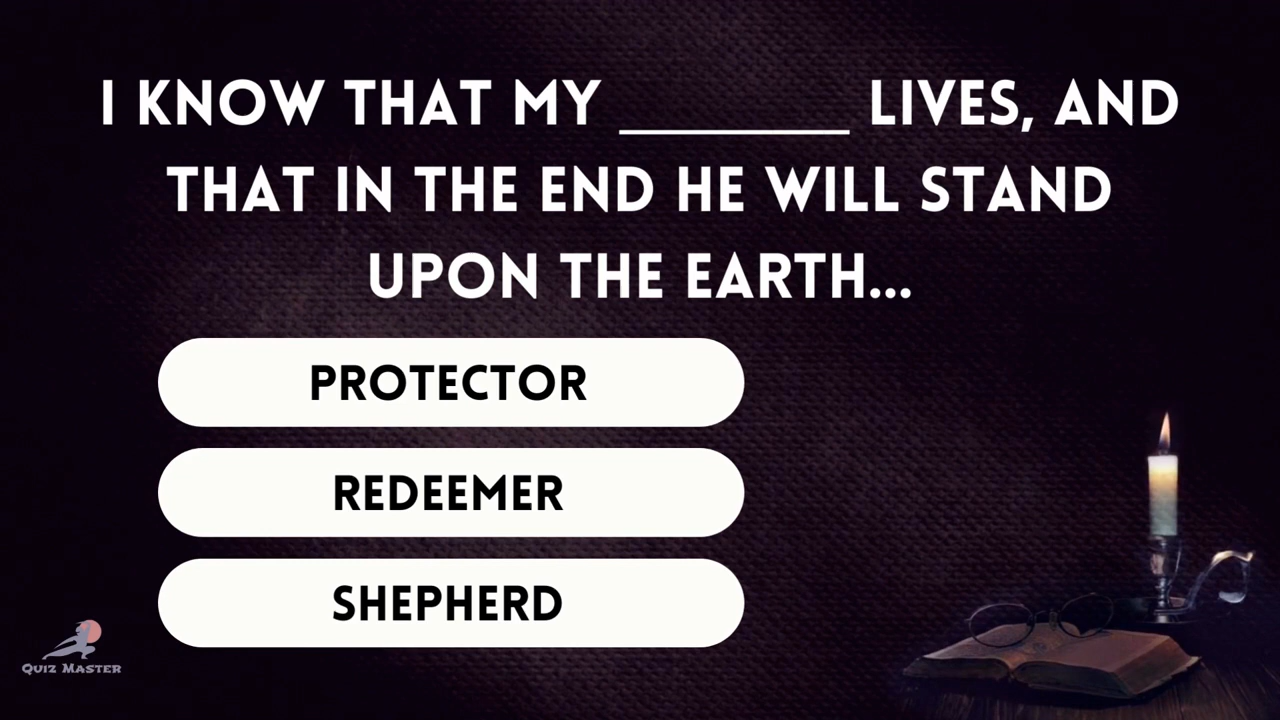 I KNOW THAT MY ________ LIVES, AND
THAT IN THE END HE WILL STAND
UPON THE EARTH...
PROTECTOR
REDEEMER
SHEPHERD
QUIZ MASTER